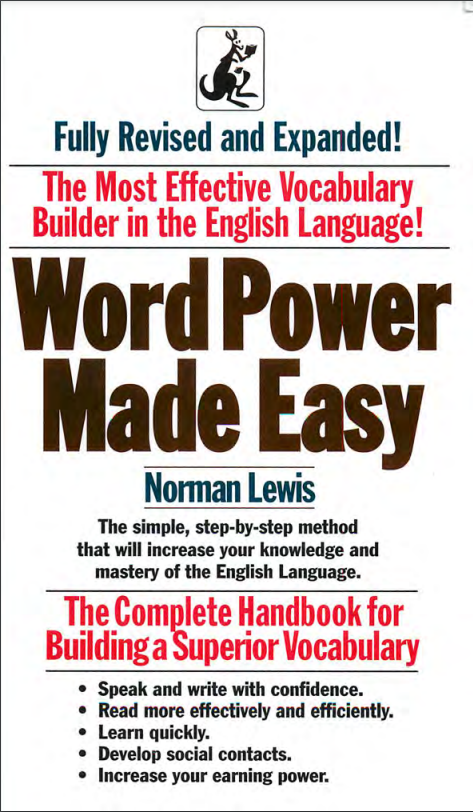 Fully Revised and Expanded!
The Most Effective Vocabulary
Builder in the English Language!
Word Power
Made Easy
Norman Lewis
The simple, step-by-step method
that will increase your knowledge and
mastery of the English Language.
The Complete Handbook for
Building a Superior Vocabulary
• Speak and write with confidence.
• Read more effectively and efficiently.
• Learn quickly.
• Develop social contacts.
• Increase your earning power.